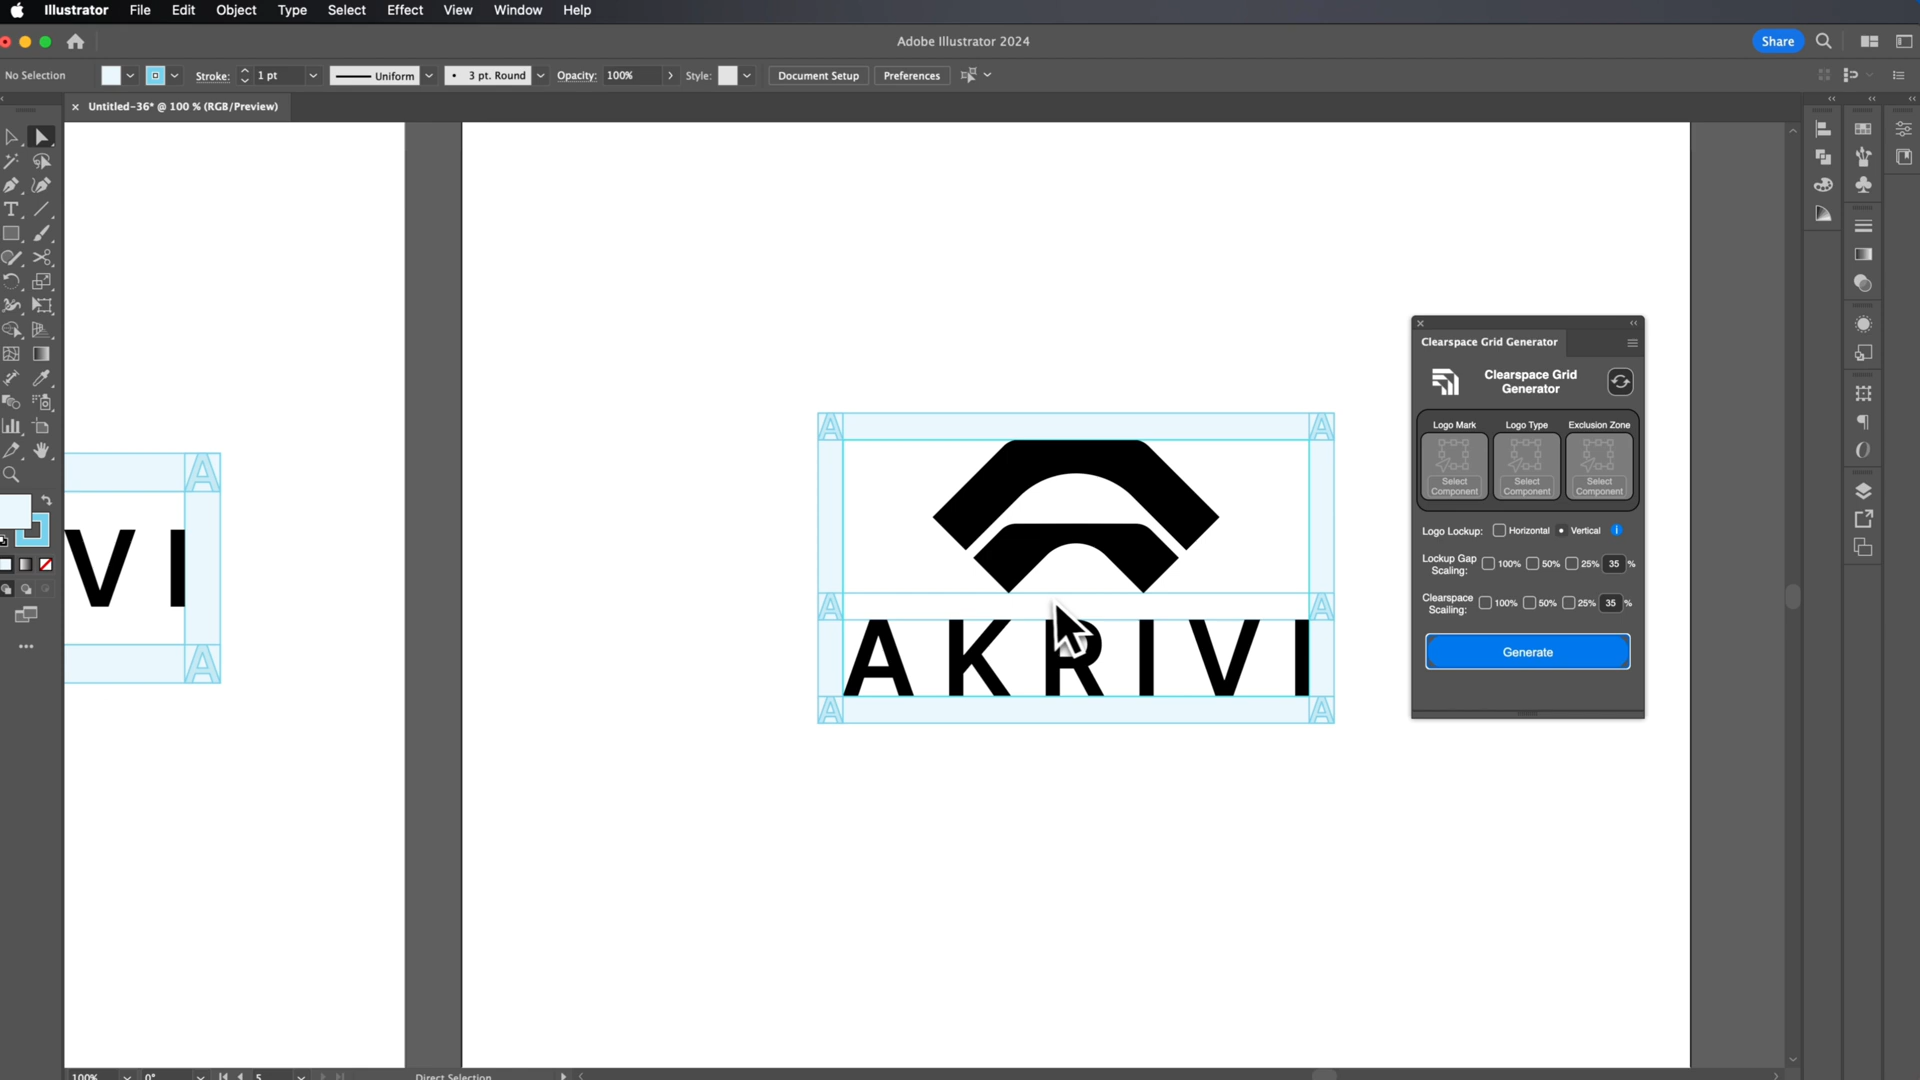 Illustrator File Edit Object Type Select Effect View Window Help
Adobe Illustrator 2024
Share
No Selection Stroke: 1 pt Uniform • 3 pt. Round Opacity: 100% Style: Document Setup Preferences
× Untitled-36* @ 100 % (RGB/Preview)
Clearspace Grid Generator
Clearspace Grid
Generator
Logo Mark Logo Type Exclusion Zone
Select
Component
Select
Component
Select
Component
Logo Lockup: Horizontal Vertical i
Lockup Gap
Scaling: 100% 50% 25% 35 %
Clearspace
Scaling: 100% 50% 25% 35 %
Generate
A A
A A
A K R I V I
A A
A
V I
A
100% 0° 5 Direct Selection